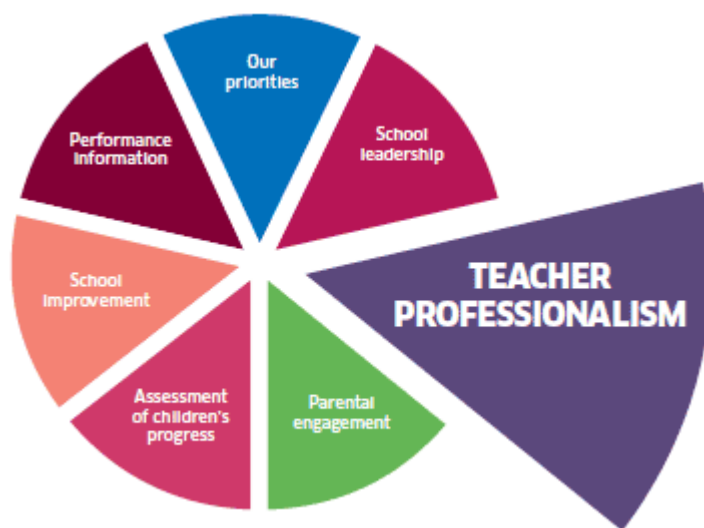 Our
priorities
School
leadership
TEACHER
PROFESSIONALISM
Parental
engagement
Assessment
of children's
progress
School
improvement
Performance
information